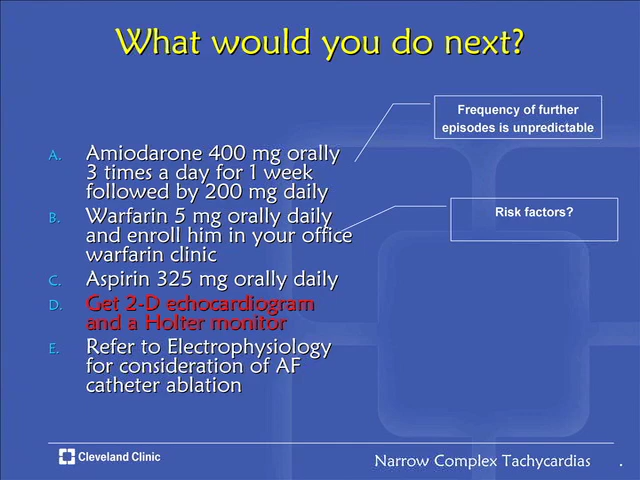 What would you do next?
Frequency of further
episodes is unpredictable
A. Amiodarone 400 mg orally
3 times a day for 1 week
followed by 200 mg daily
B. Warfarin 5 mg orally daily
and enroll him in your office
warfarin clinic
Risk factors?
C. Aspirin 325 mg orally daily
D. Get 2-D echocardiogram
and a Holter monitor
E. Refer to Electrophysiology
for consideration of AF
catheter ablation
Cleveland Clinic
Narrow Complex Tachycardias .